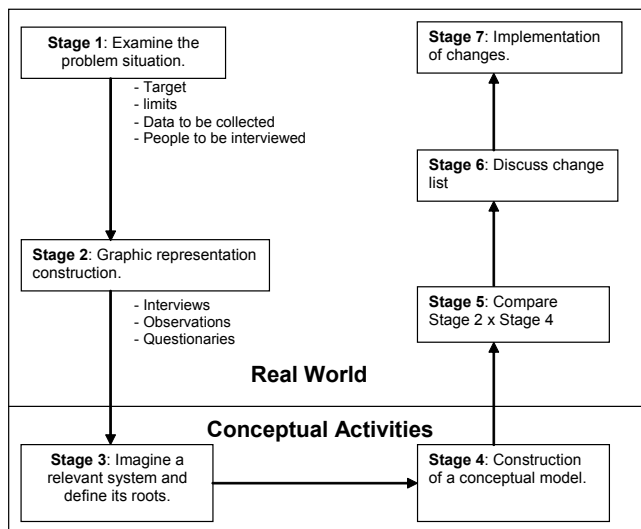 Stage 1: Examine the
problem situation.
- Target
- limits
- Data to be collected
- People to be interviewed
Stage 2: Graphic representation
construction.
- Interviews
- Observations
- Questionaries
Real World
Conceptual Activities
Stage 3: Imagine a
relevant system and
define its roots.
Stage 4: Construction
of a conceptual model.
Stage 5: Compare
Stage 2 x Stage 4
Stage 6: Discuss change
list
Stage 7: Implementation
of changes.